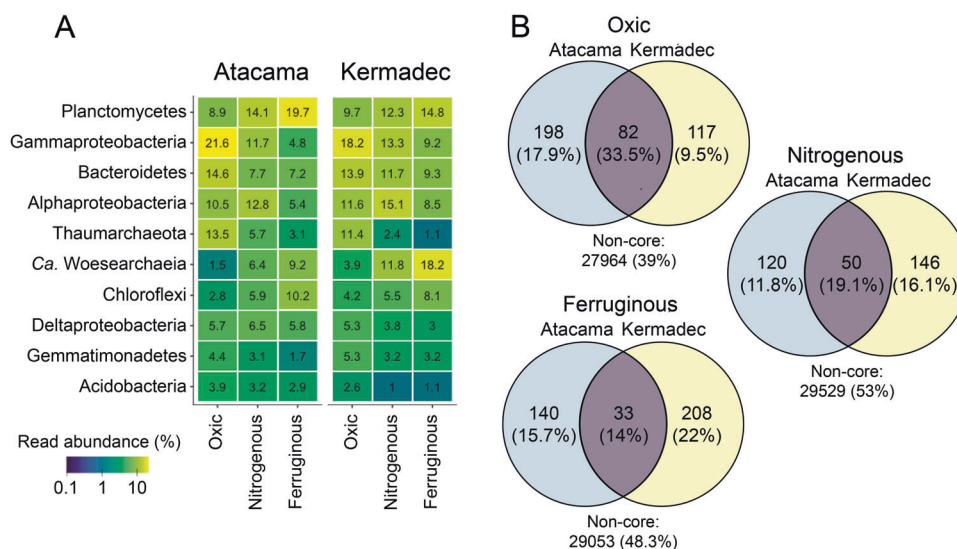 A
Atacama Kermadec
Planctomycetes 8.9 14.1 19.7 9.7 12.3 14.8
Gammaproteobacteria 21.6 11.7 4.8 18.2 13.3 9.2
Bacteroidetes 14.6 7.7 7.2 13.9 11.7 9.3
Alphaproteobacteria 10.5 12.8 5.4 11.6 15.1 8.5
Thaumarchaeota 13.5 5.7 3.1 11.4 2.4 1.1
Ca. Woesearchaeia 1.5 6.4 9.2 3.9 11.8 18.2
Chloroflexi 2.8 5.9 10.2 4.2 5.5 8.1
Deltaproteobacteria 5.7 6.5 5.8 5.3 3.8 3
Gemmatimonadetes 4.4 3.1 1.7 5.3 3.2 3.2
Acidobacteria 3.9 3.2 2.9 2.6 1 1.1
Oxic Nitrogenous Ferruginous Oxic Nitrogenous Ferruginous
Read abundance (%)
0.1 1 10
B
Oxic
Atacama Kermadec
198 82 117
(17.9%) (33.5%) (9.5%)
Non-core:
27964 (39%)
Nitrogenous
Atacama Kermadec
120 50 146
(11.8%) (19.1%) (16.1%)
Non-core:
29529 (53%)
Ferruginous
Atacama Kermadec
140 33 208
(15.7%) (14%) (22%)
Non-core:
29053 (48.3%)